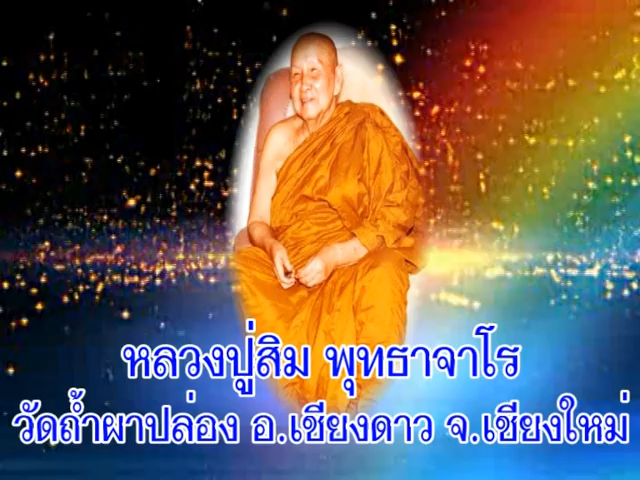 หลวงปู่สิม พุทธาจาโร
วัดถ้ำผาปล่อง อ.เชียงดาว จ.เชียงใหม่